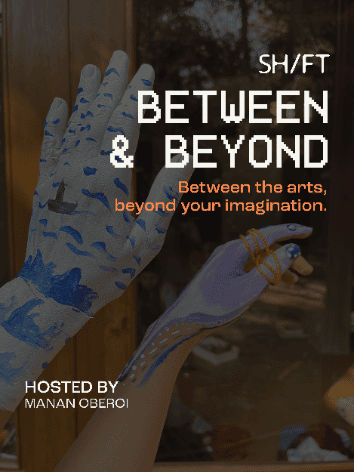 SH/FT
BETWEEN
& BEYOND
Between the arts,
beyond your imagination.
HOSTED BY
MANAN OBEROI